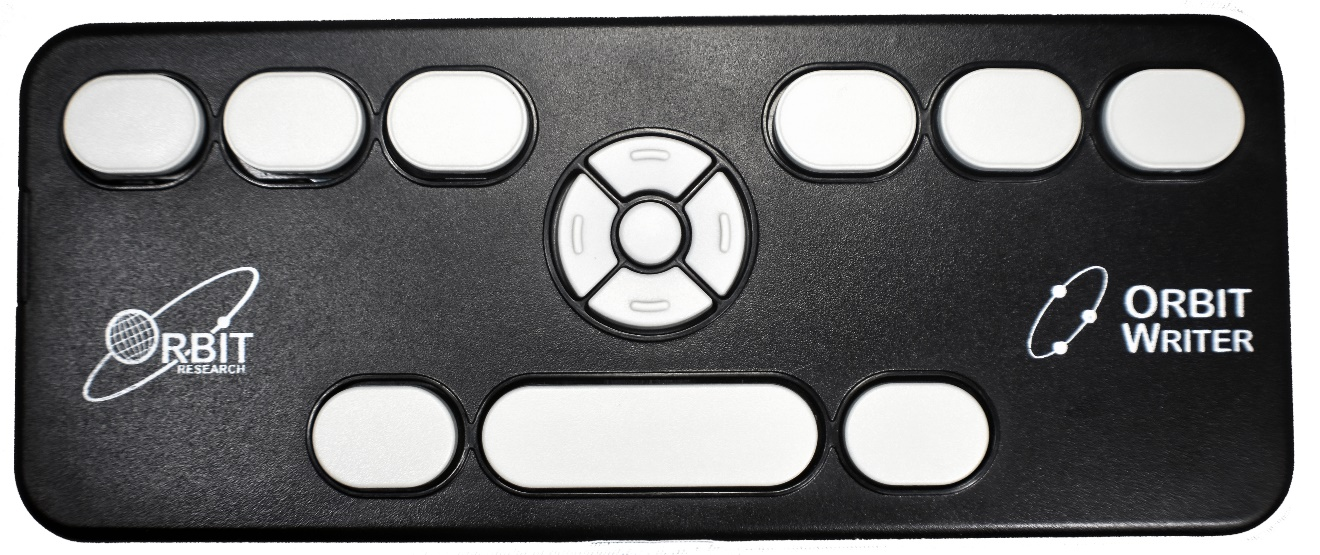 ORBIT
RESEARCH
ORBIT
WRITER